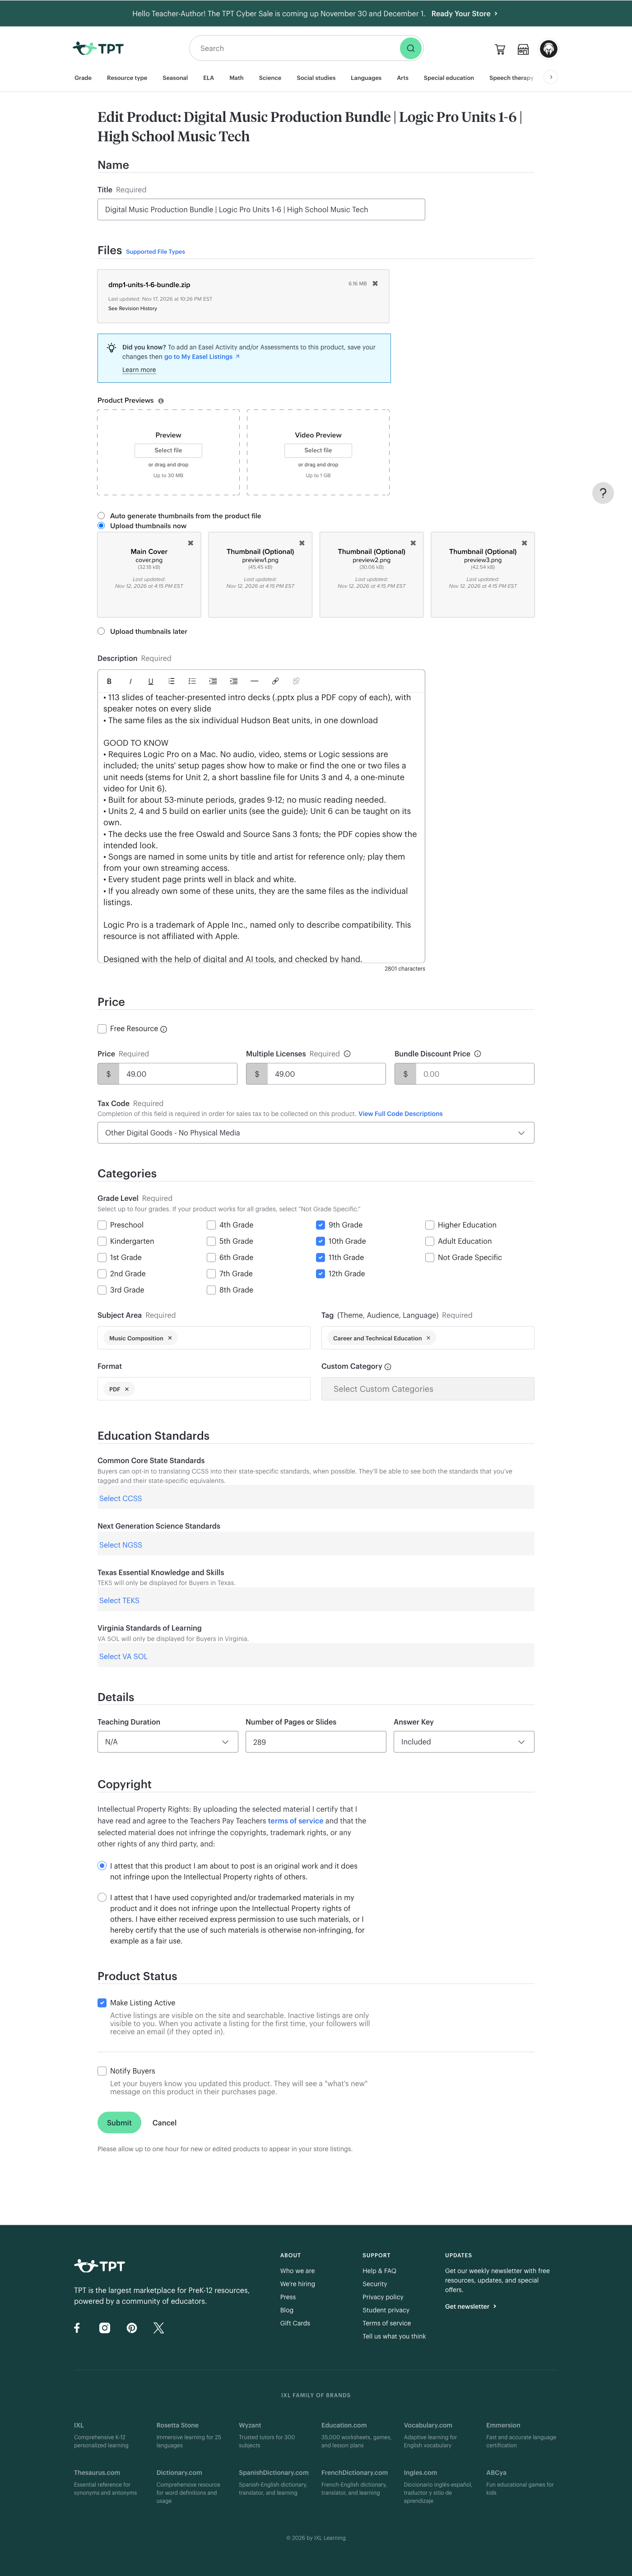 Hello Teacher-Author! The TPT Cyber Sale is coming up November 30 and December 1. Ready Your Store
TPT
Search
Grade Resource type Seasonal ELA Math Science Social studies Languages Arts Special education Speech therapy
Edit Product: Digital Music Production Bundle | Logic Pro Units 1-6 |
High School Music Tech
Name
Title Required
Digital Music Production Bundle | Logic Pro Units 1-6 | High School Music Tech
Files Supported File Types
dmp1-units-1-6-bundle.zip 6.16 MB
Last updated: Nov 17, 2026 at 10:26 PM EST
See Revision History
Did you know? To add an Easel Activity and/or Assessments to this product, save your
changes then go to My Easel Listings
Learn more
Product Previews
Preview
Select file
or drag and drop
Up to 30 MB
Video Preview
Select file
or drag and drop
Up to 1 GB
?
Auto generate thumbnails from the product file
Upload thumbnails now
Main Cover
cover.png
(32.18 kB)
Last updated:
Nov 12, 2026 at 4:15 PM EST
Thumbnail (Optional)
preview1.png
(45.45 kB)
Last updated:
Nov 12, 2026 at 4:15 PM EST
Thumbnail (Optional)
preview2.png
(30.06 kB)
Last updated:
Nov 12, 2026 at 4:15 PM EST
Thumbnail (Optional)
preview3.png
(42.54 kB)
Last updated:
Nov 12, 2026 at 4:15 PM EST
Upload thumbnails later
Description Required
B I U
• 113 slides of teacher-presented intro decks (.pptx plus a PDF copy of each), with
speaker notes on every slide
• The same files as the six individual Hudson Beat units, in one download
GOOD TO KNOW
• Requires Logic Pro on a Mac. No audio, video, stems or Logic sessions are
included; the units' setup pages show how to make or find the one or two files a
unit needs (stems for Unit 2, a short bassline file for Units 3 and 4, a one-minute
video for Unit 6).
• Built for about 53-minute periods, grades 9-12; no music reading needed.
• Units 2, 4 and 5 build on earlier units (see the guide); Unit 6 can be taught on its
own.
• The decks use the free Oswald and Source Sans 3 fonts; the PDF copies show the
intended look.
• Songs are named in some units by title and artist for reference only; play them
from your own streaming access.
• Every student page prints well in black and white.
• If you already own some of these units, they are the same files as the individual
listings.
Logic Pro is a trademark of Apple Inc., named only to describe compatibility. This
resource is not affiliated with Apple.
Designed with the help of digital and AI tools, and checked by hand.
2801 characters
Price
Free Resource
Price Required
$ 49.00
Multiple Licenses Required
$ 49.00
Bundle Discount Price
$ 0.00
Tax Code Required
Completion of this field is required in order for sales tax to be collected on this product. View Full Code Descriptions
Other Digital Goods - No Physical Media
Categories
Grade Level Required
Select up to four grades. If your product works for all grades, select "Not Grade Specific."
Preschool 4th Grade 9th Grade Higher Education
Kindergarten 5th Grade 10th Grade Adult Education
1st Grade 6th Grade 11th Grade Not Grade Specific
2nd Grade 7th Grade 12th Grade
3rd Grade 8th Grade
Subject Area Required
Music Composition
Tag (Theme, Audience, Language) Required
Career and Technical Education
Format
PDF
Custom Category
Select Custom Categories
Education Standards
Common Core State Standards
Buyers can opt-in to translating CCSS into their state-specific standards, when possible. They'll be able to see both the standards that you've
tagged and their state-specific equivalents.
Select CCSS
Next Generation Science Standards
Select NGSS
Texas Essential Knowledge and Skills
TEKS will only be displayed for Buyers in Texas.
Select TEKS
Virginia Standards of Learning
VA SOL will only be displayed for Buyers in Virginia.
Select VA SOL
Details
Teaching Duration
N/A
Number of Pages or Slides
289
Answer Key
Included
Copyright
Intellectual Property Rights: By uploading the selected material I certify that I
have read and agree to the Teachers Pay Teachers terms of service and that the
selected material does not infringe the copyrights, trademark rights, or any
other rights of any third party, and:
I attest that this product I am about to post is an original work and it does
not infringe upon the Intellectual Property rights of others.
I attest that I have used copyrighted and/or trademarked materials in my
product and it does not infringe upon the Intellectual Property rights of
others. I have either received express permission to use such materials, or I
hereby certify that the use of such materials is otherwise non-infringing, for
example as a fair use.
Product Status
Make Listing Active
Active listings are visible on the site and searchable. Inactive listings are only
visible to you. When you activate a listing for the first time, your followers will
receive an email (if they opted in).
Notify Buyers
Let your buyers know you updated this product. They will see a "what's new"
message on this product in their purchases page.
Submit Cancel
Please allow up to one hour for new or edited products to appear in your store listings.
TPT
TPT is the largest marketplace for PreK-12 resources,
powered by a community of educators.
ABOUT
Who we are
We're hiring
Press
Blog
Gift Cards
SUPPORT
Help & FAQ
Security
Privacy policy
Student privacy
Terms of service
Tell us what you think
UPDATES
Get our weekly newsletter with free
resources, updates, and special
offers.
Get newsletter
IXL FAMILY OF BRANDS
IXL
Comprehensive K-12
personalized learning
Rosetta Stone
Immersive learning for 25
languages
Wyzant
Trusted tutors for 300
subjects
Education.com
35,000 worksheets, games,
and lesson plans
Vocabulary.com
Adaptive learning for
English vocabulary
Emmersion
Fast and accurate language
certification
Thesaurus.com
Essential reference for
synonyms and antonyms
Dictionary.com
Comprehensive resource
for word definitions and
usage
SpanishDictionary.com
Spanish-English dictionary,
translator, and learning
FrenchDictionary.com
French-English dictionary,
translator, and learning
Ingles.com
Diccionario inglés-español,
traductor y sitio de
aprendizaje
ABCya
Fun educational games for
kids
© 2026 by IXL Learning